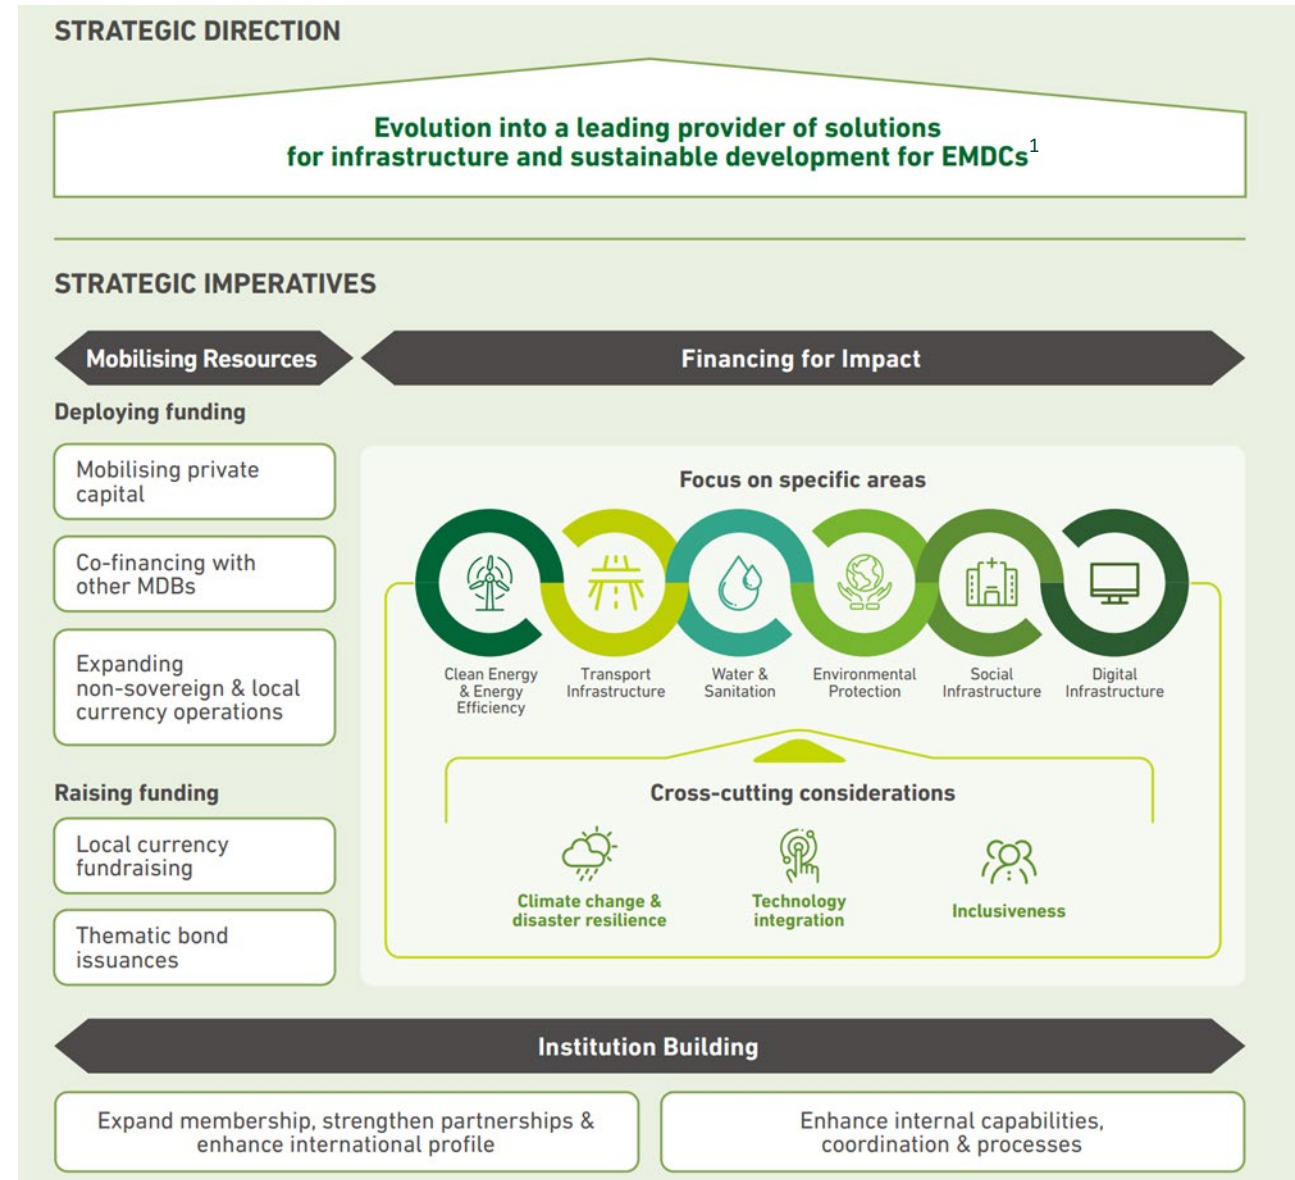 STRATEGIC DIRECTION
Evolution into a leading provider of solutions
for infrastructure and sustainable development for EMDCs1
STRATEGIC IMPERATIVES
Mobilising Resources
Financing for Impact
Deploying funding
Mobilising private
capital
Co-financing with
other MDBs
Expanding
non-sovereign & local
currency operations
Raising funding
Local currency
fundraising
Thematic bond
issuances
Focus on specific areas
Clean Energy
& Energy
Efficiency
Transport
Infrastructure
Water &
Sanitation
Environmental
Protection
Social
Infrastructure
Digital
Infrastructure
Cross-cutting considerations
Climate change &
disaster resilience
Technology
integration
Inclusiveness
Institution Building
Expand membership, strengthen partnerships &
enhance international profile
Enhance internal capabilities,
coordination & processes